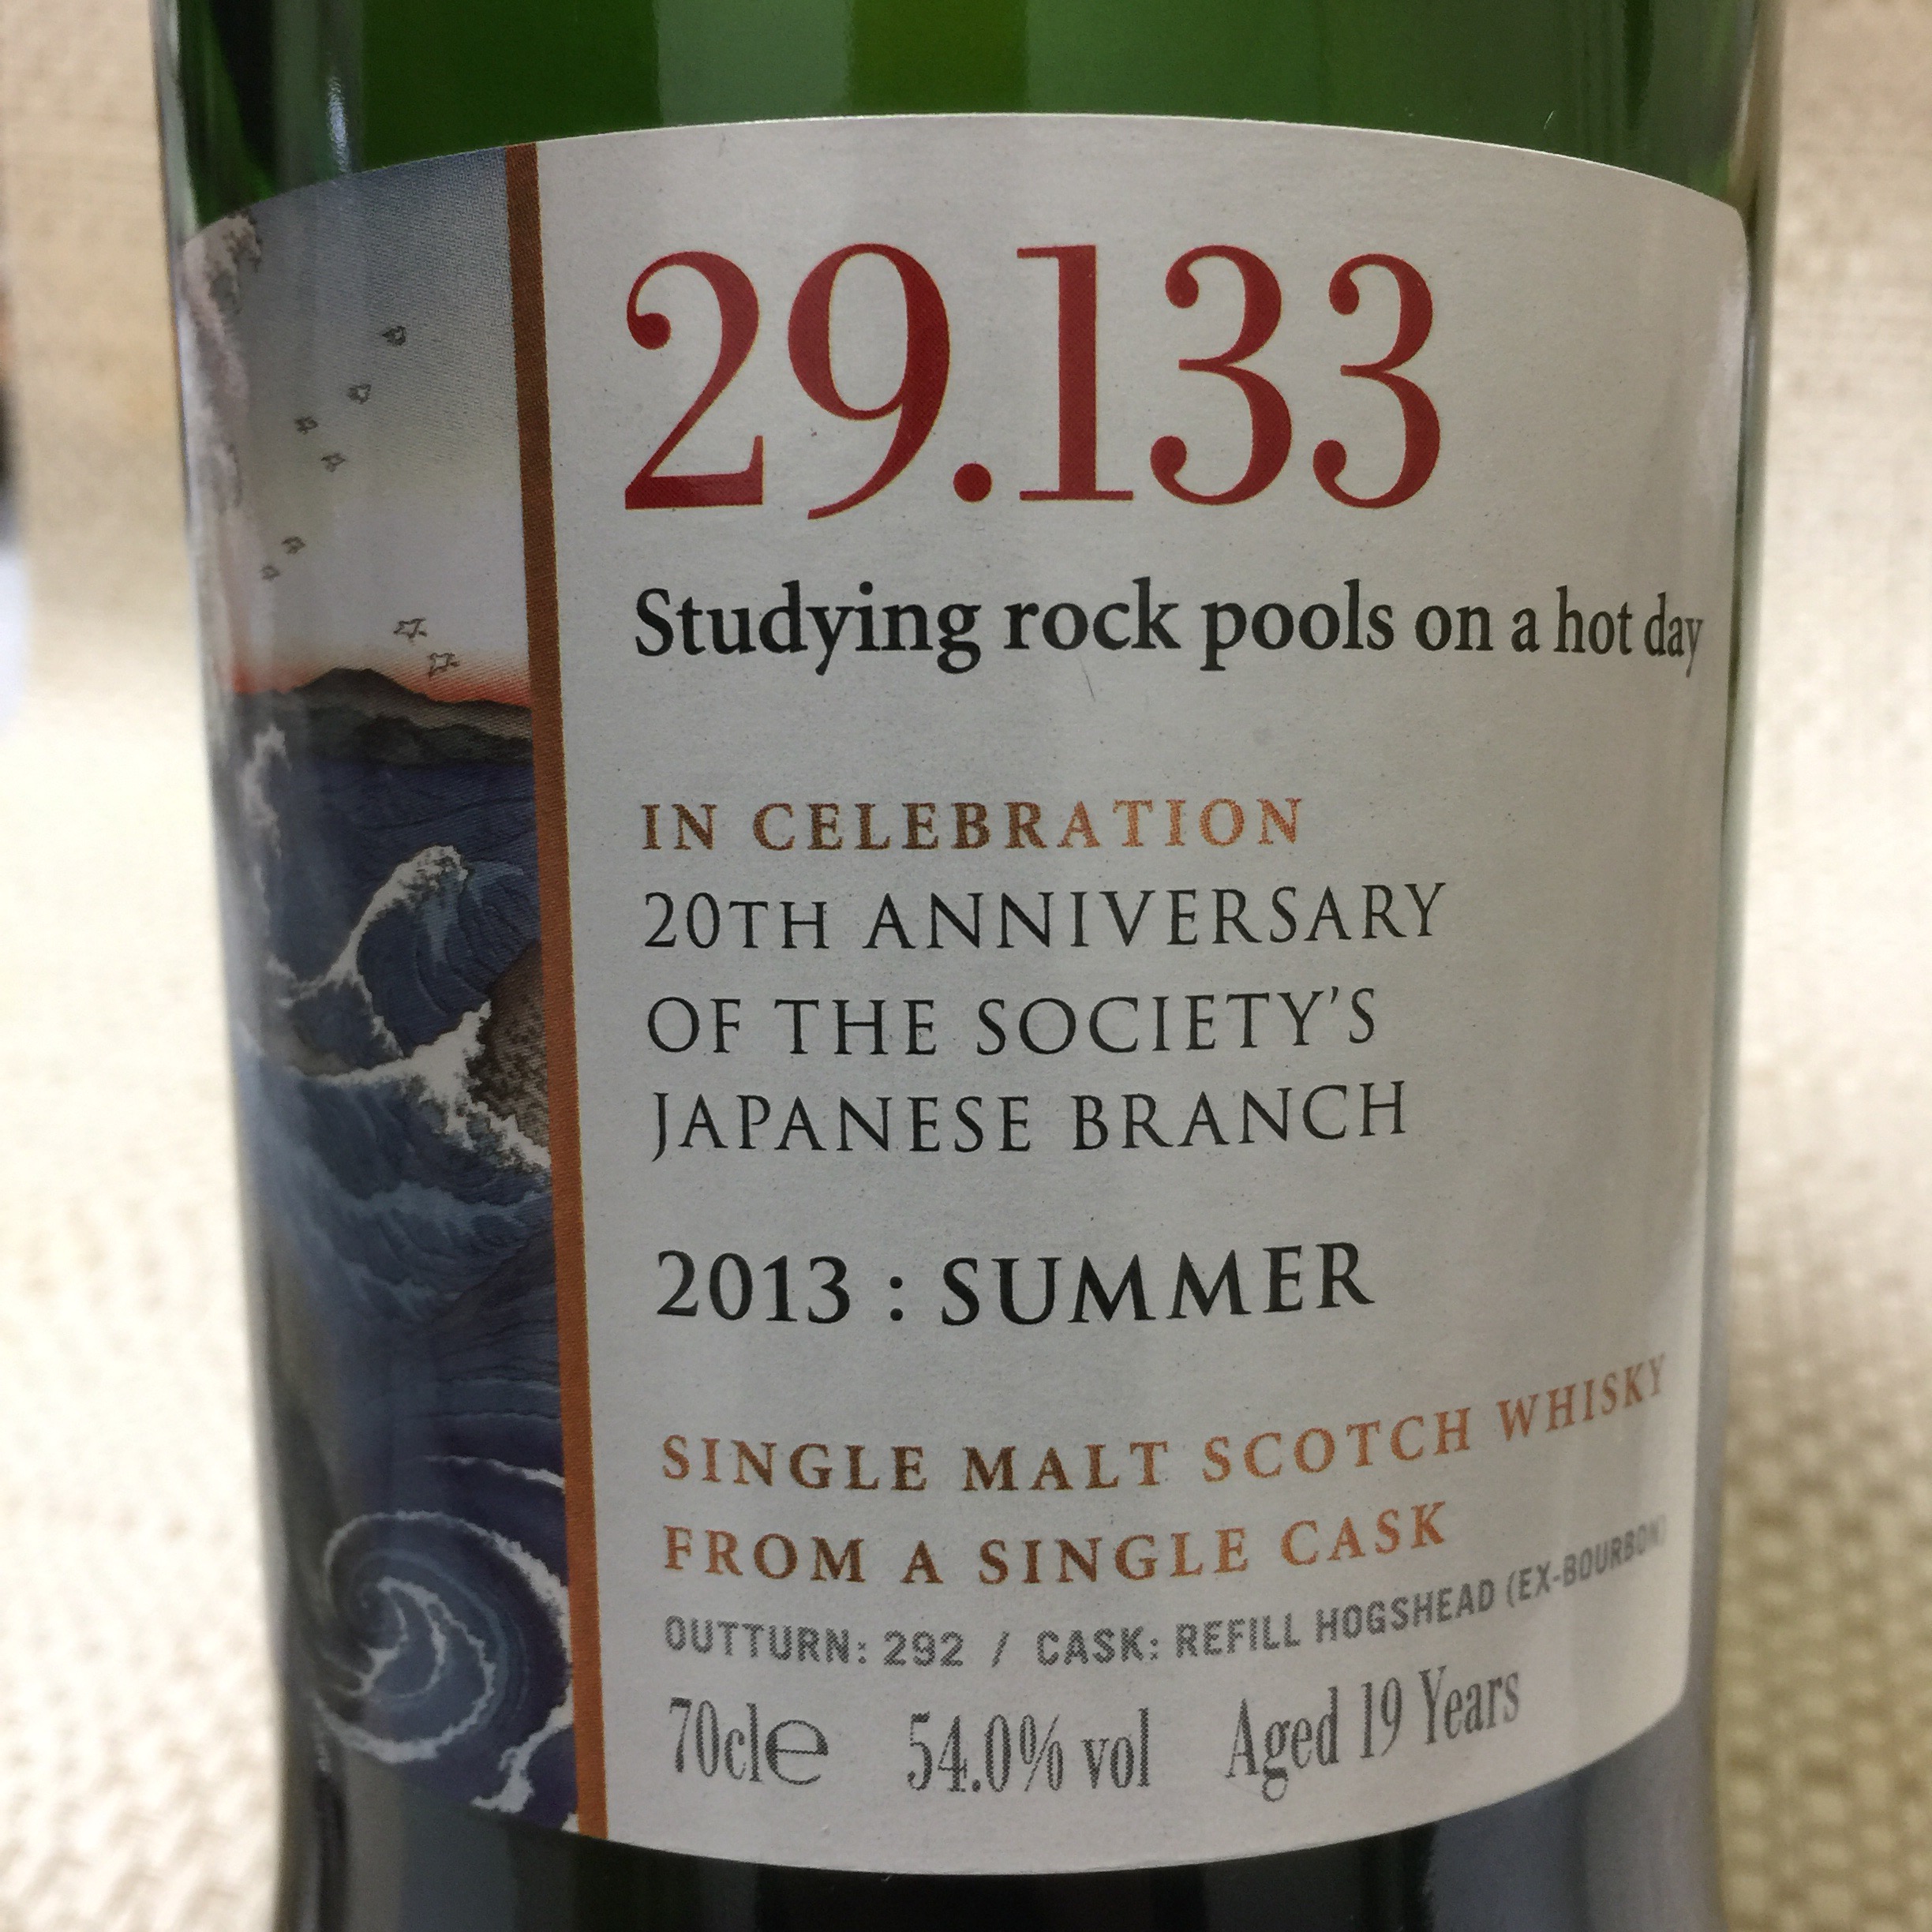 29.133
Studying rock pools on a hot day
IN CELEBRATION
20TH ANNIVERSARY
OF THE SOCIETY'S
JAPANESE BRANCH
2013 : SUMMER
SINGLE MALT SCOTCH WHISKY
FROM A SINGLE CASK
OUTTURN: 292 / CASK: REFILL HOGSHEAD (EX-BOURBON)
70cl℮ 54.0% vol Aged 19 Years